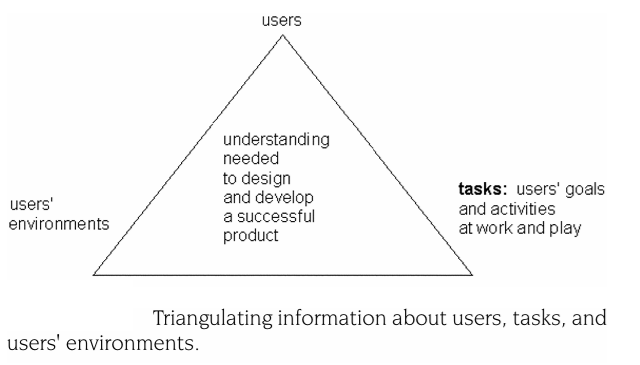 users
understanding
needed
to design
and develop
a successful
product
users'
environments
tasks: users' goals
and activities
at work and play
Triangulating information about users, tasks, and
users' environments.